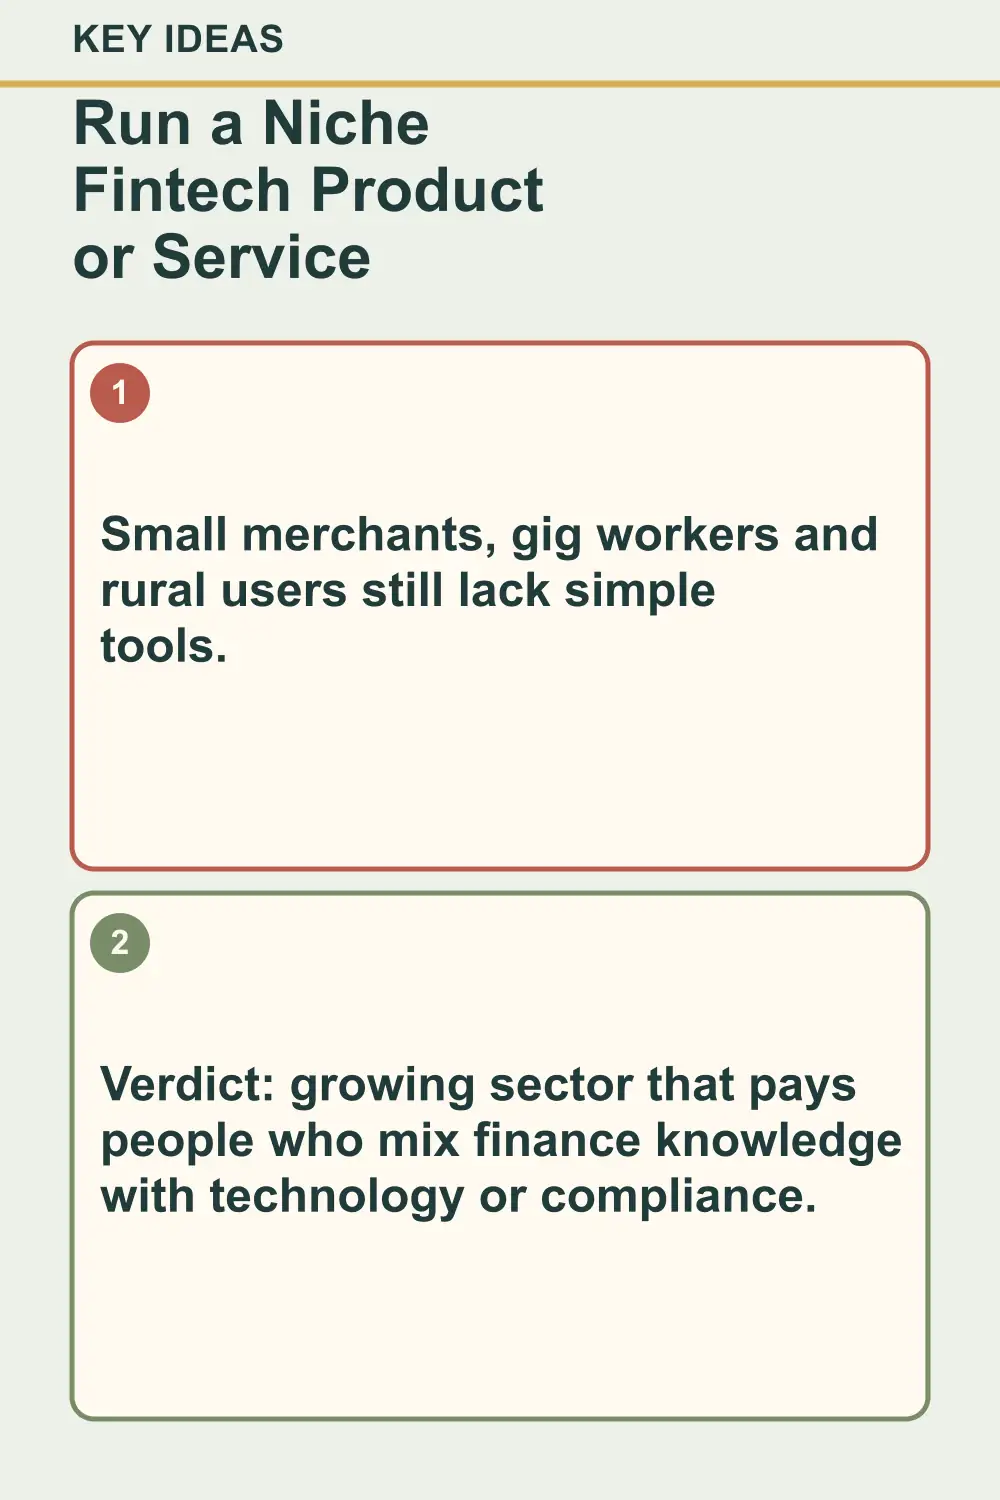 KEY IDEAS
Run a Niche
Fintech Product
or Service
1
Small merchants, gig workers and
rural users still lack simple
tools.
2
Verdict: growing sector that pays
people who mix finance knowledge
with technology or compliance.